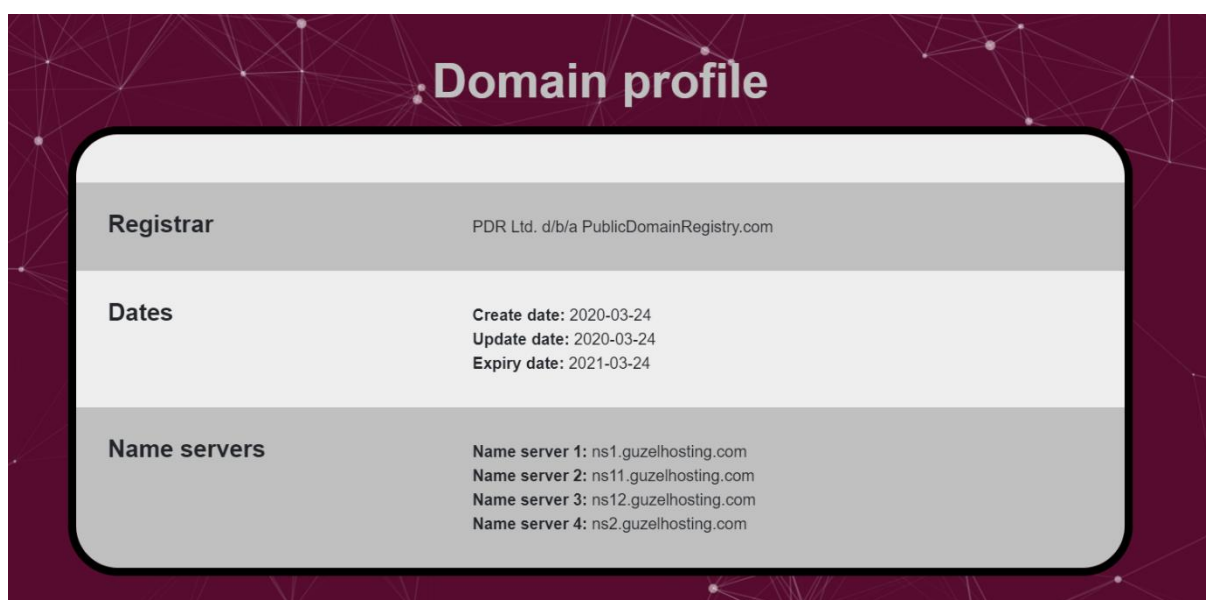 Domain profile
Registrar
PDR Ltd. d/b/a PublicDomainRegistry.com
Dates
Create date: 2020-03-24
Update date: 2020-03-24
Expiry date: 2021-03-24
Name servers
Name server 1: ns1.guzelhosting.com
Name server 2: ns11.guzelhosting.com
Name server 3: ns12.guzelhosting.com
Name server 4: ns2.guzelhosting.com